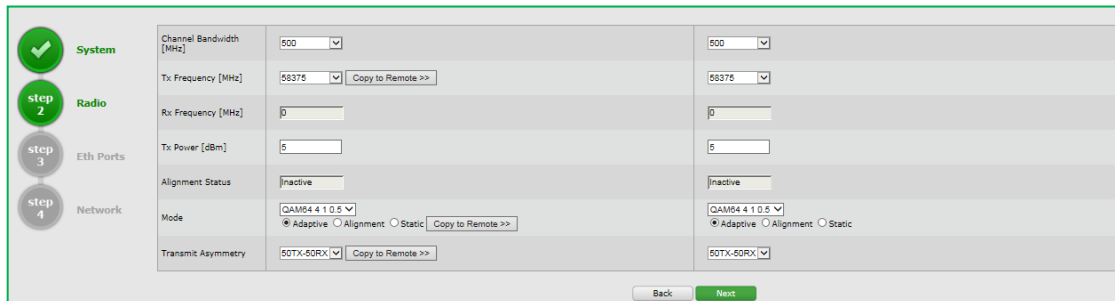 System
step
2
Radio
step
3
Eth Ports
step
4
Network
Channel Bandwidth
[MHz]
500
500
Tx Frequency [MHz]
58375
Copy to Remote >>
58375
Rx Frequency [MHz]
0
0
Tx Power [dBm]
5
5
Alignment Status
Inactive
Inactive
Mode
QAM64 4 1 0.5
Adaptive Alignment Static Copy to Remote >>
QAM64 4 1 0.5
Adaptive Alignment Static
Transmit Asymmetry
50TX-50RX
Copy to Remote >>
50TX-50RX
Back
Next